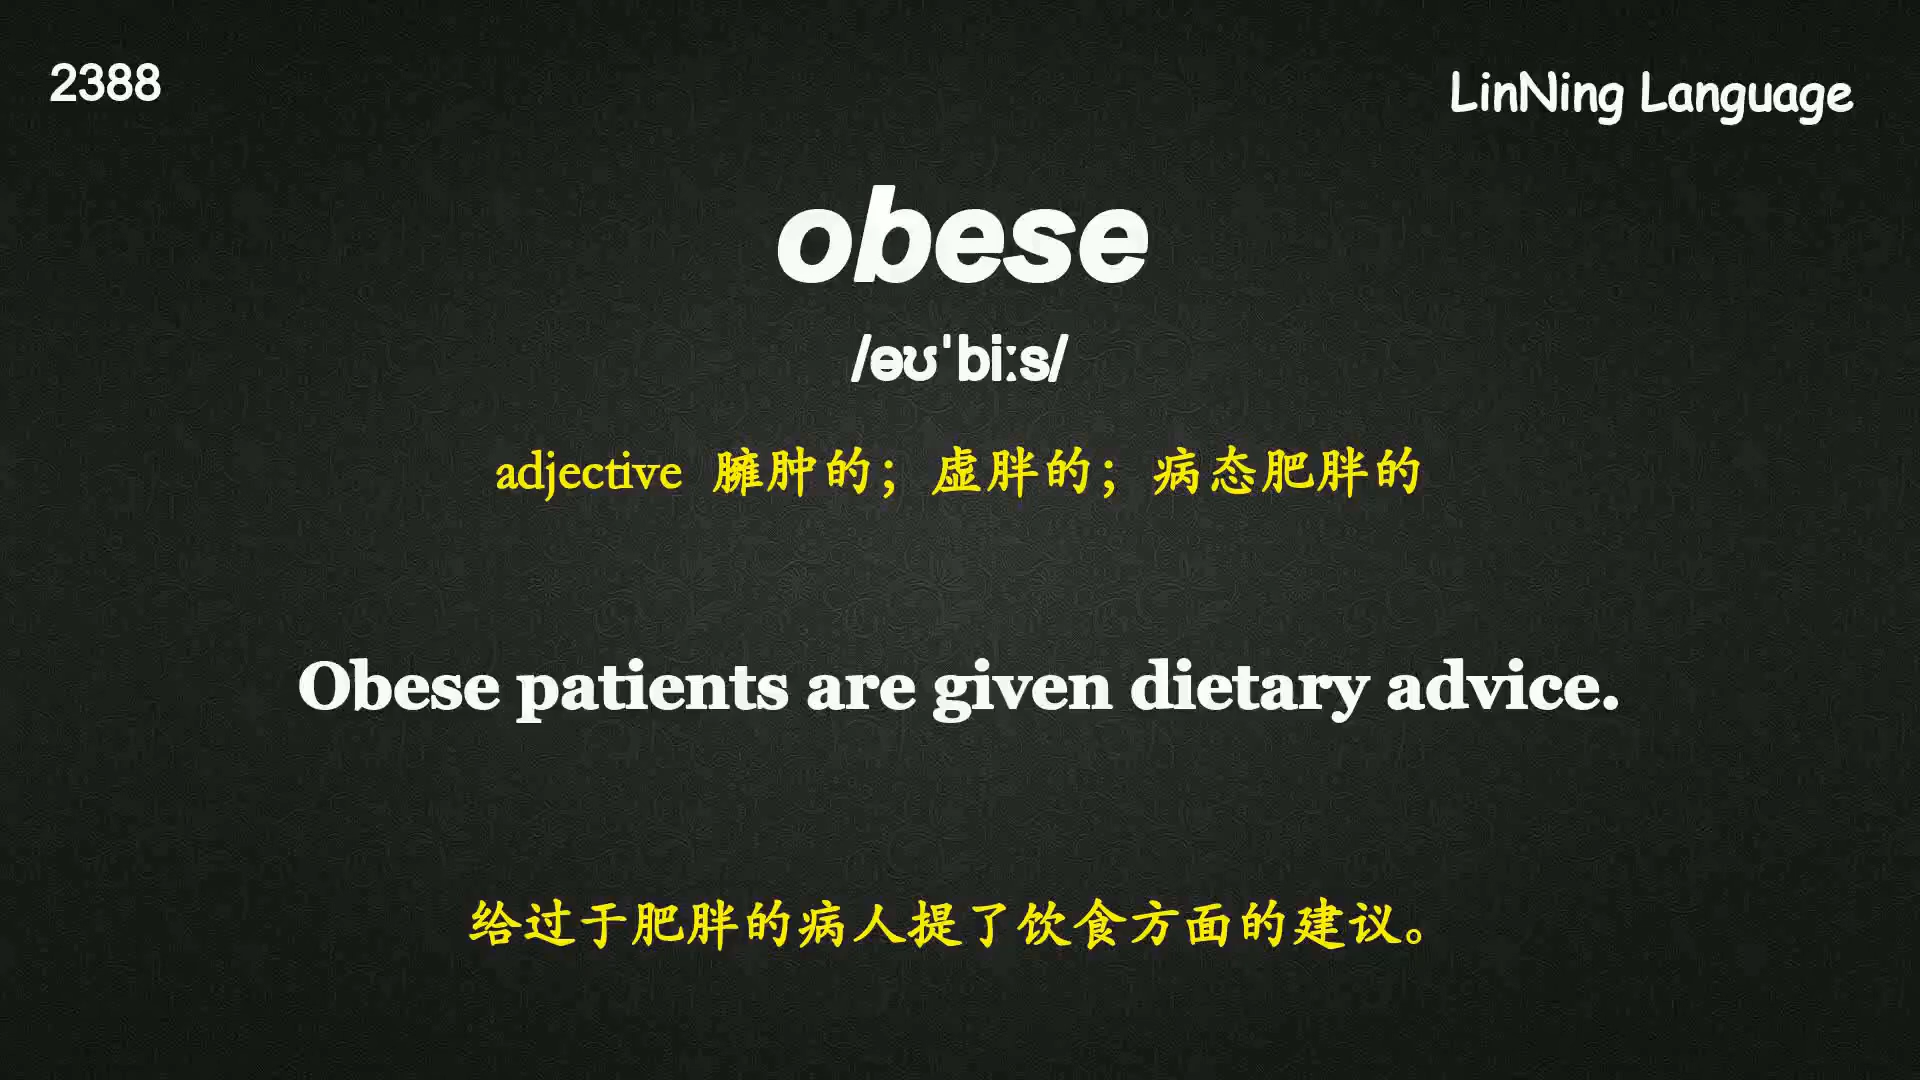 2388
LinNing Language
obese
/əʊˈbiːs/
adjective 臃肿的；虚胖的；病态肥胖的
Obese patients are given dietary advice.
给过于肥胖的病人提了饮食方面的建议。